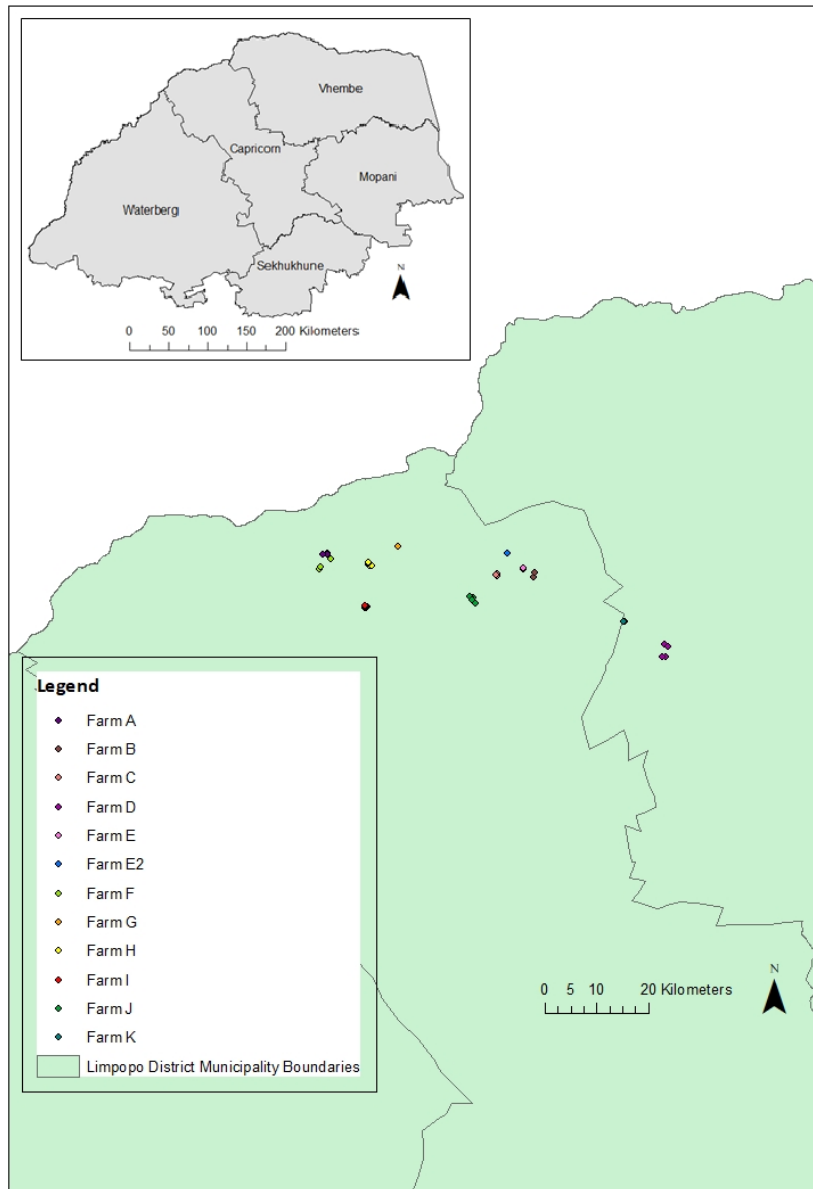 Vhembe
Capricorn
Mopani
Waterberg
Sekhukhune
N
0 50 100 150 200 Kilometers
Legend
Farm A
Farm B
Farm C
Farm D
Farm E
Farm E2
Farm F
Farm G
Farm H
Farm I
Farm J
Farm K
Limpopo District Municipality Boundaries
N
0 5 10 20 Kilometers